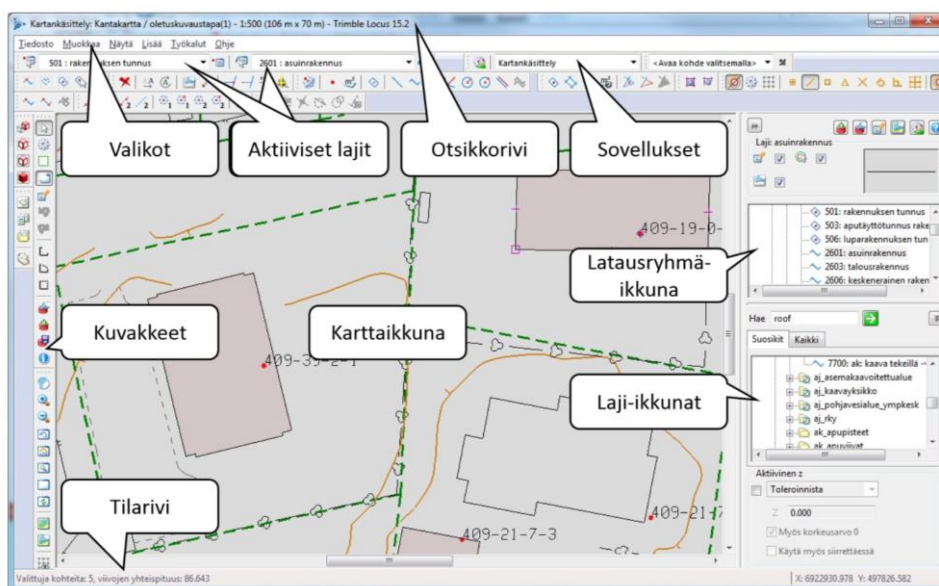 Kartankäsittely: Kantakartta / oletuskuvaustapa(1) - 1:500 (106 m x 70 m) - Trimble Locus 15.2
Tiedosto Muokkaa Näytä Lisää Työkalut Ohje
501 : rakennuksen tunnus 2601 : asuinrakennus Kartankäsittely <Avaa kohde valitsemalla>
Valikot Aktiiviset lajit Otsikkorivi Sovellukset
Laji: asuinrakennus
501: rakennuksen tunnus
503: aputäyttötunnus rake
506: luparakennuksen tun
2601: asuinrakennus
2603: talousrakennus
2606: keskenerainen raken
409-19-0-
Latausryhmä-
ikkuna
Kuvakkeet Karttaikkuna
409-39-2-1
Hae roof
Suosikit Kaikki
7700: ak: kaava tekeillä -
aj_asemakaavoitettualue
aj_kaavayksikko
aj_pohjavesialue_ympkesk
aj_rky
ak_apupisteet
ak_apuviivat
Laji-ikkunat
Aktiivinen z
Toleroinnista
Z 0.000
Myös korkeusarvo 0
Käytä myös siirrettäessä
Tilarivi
409-21-7-3
409-21-7
Valittuja kohteita: 5, viivojen yhteispituus: 86.643 X: 6922930.978 Y: 497826.582